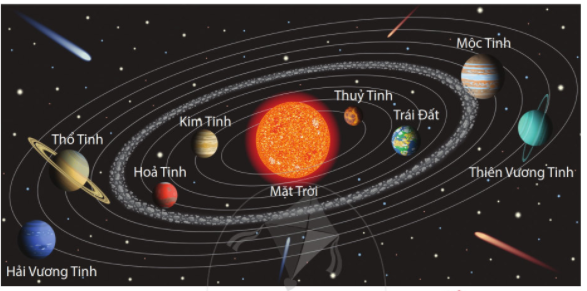 Mộc Tinh
Thuỷ Tinh
Trái Đất
Kim Tinh
Thổ Tinh
Hoả Tinh
Thiên Vương Tinh
Mặt Trời
Hải Vương Tinh